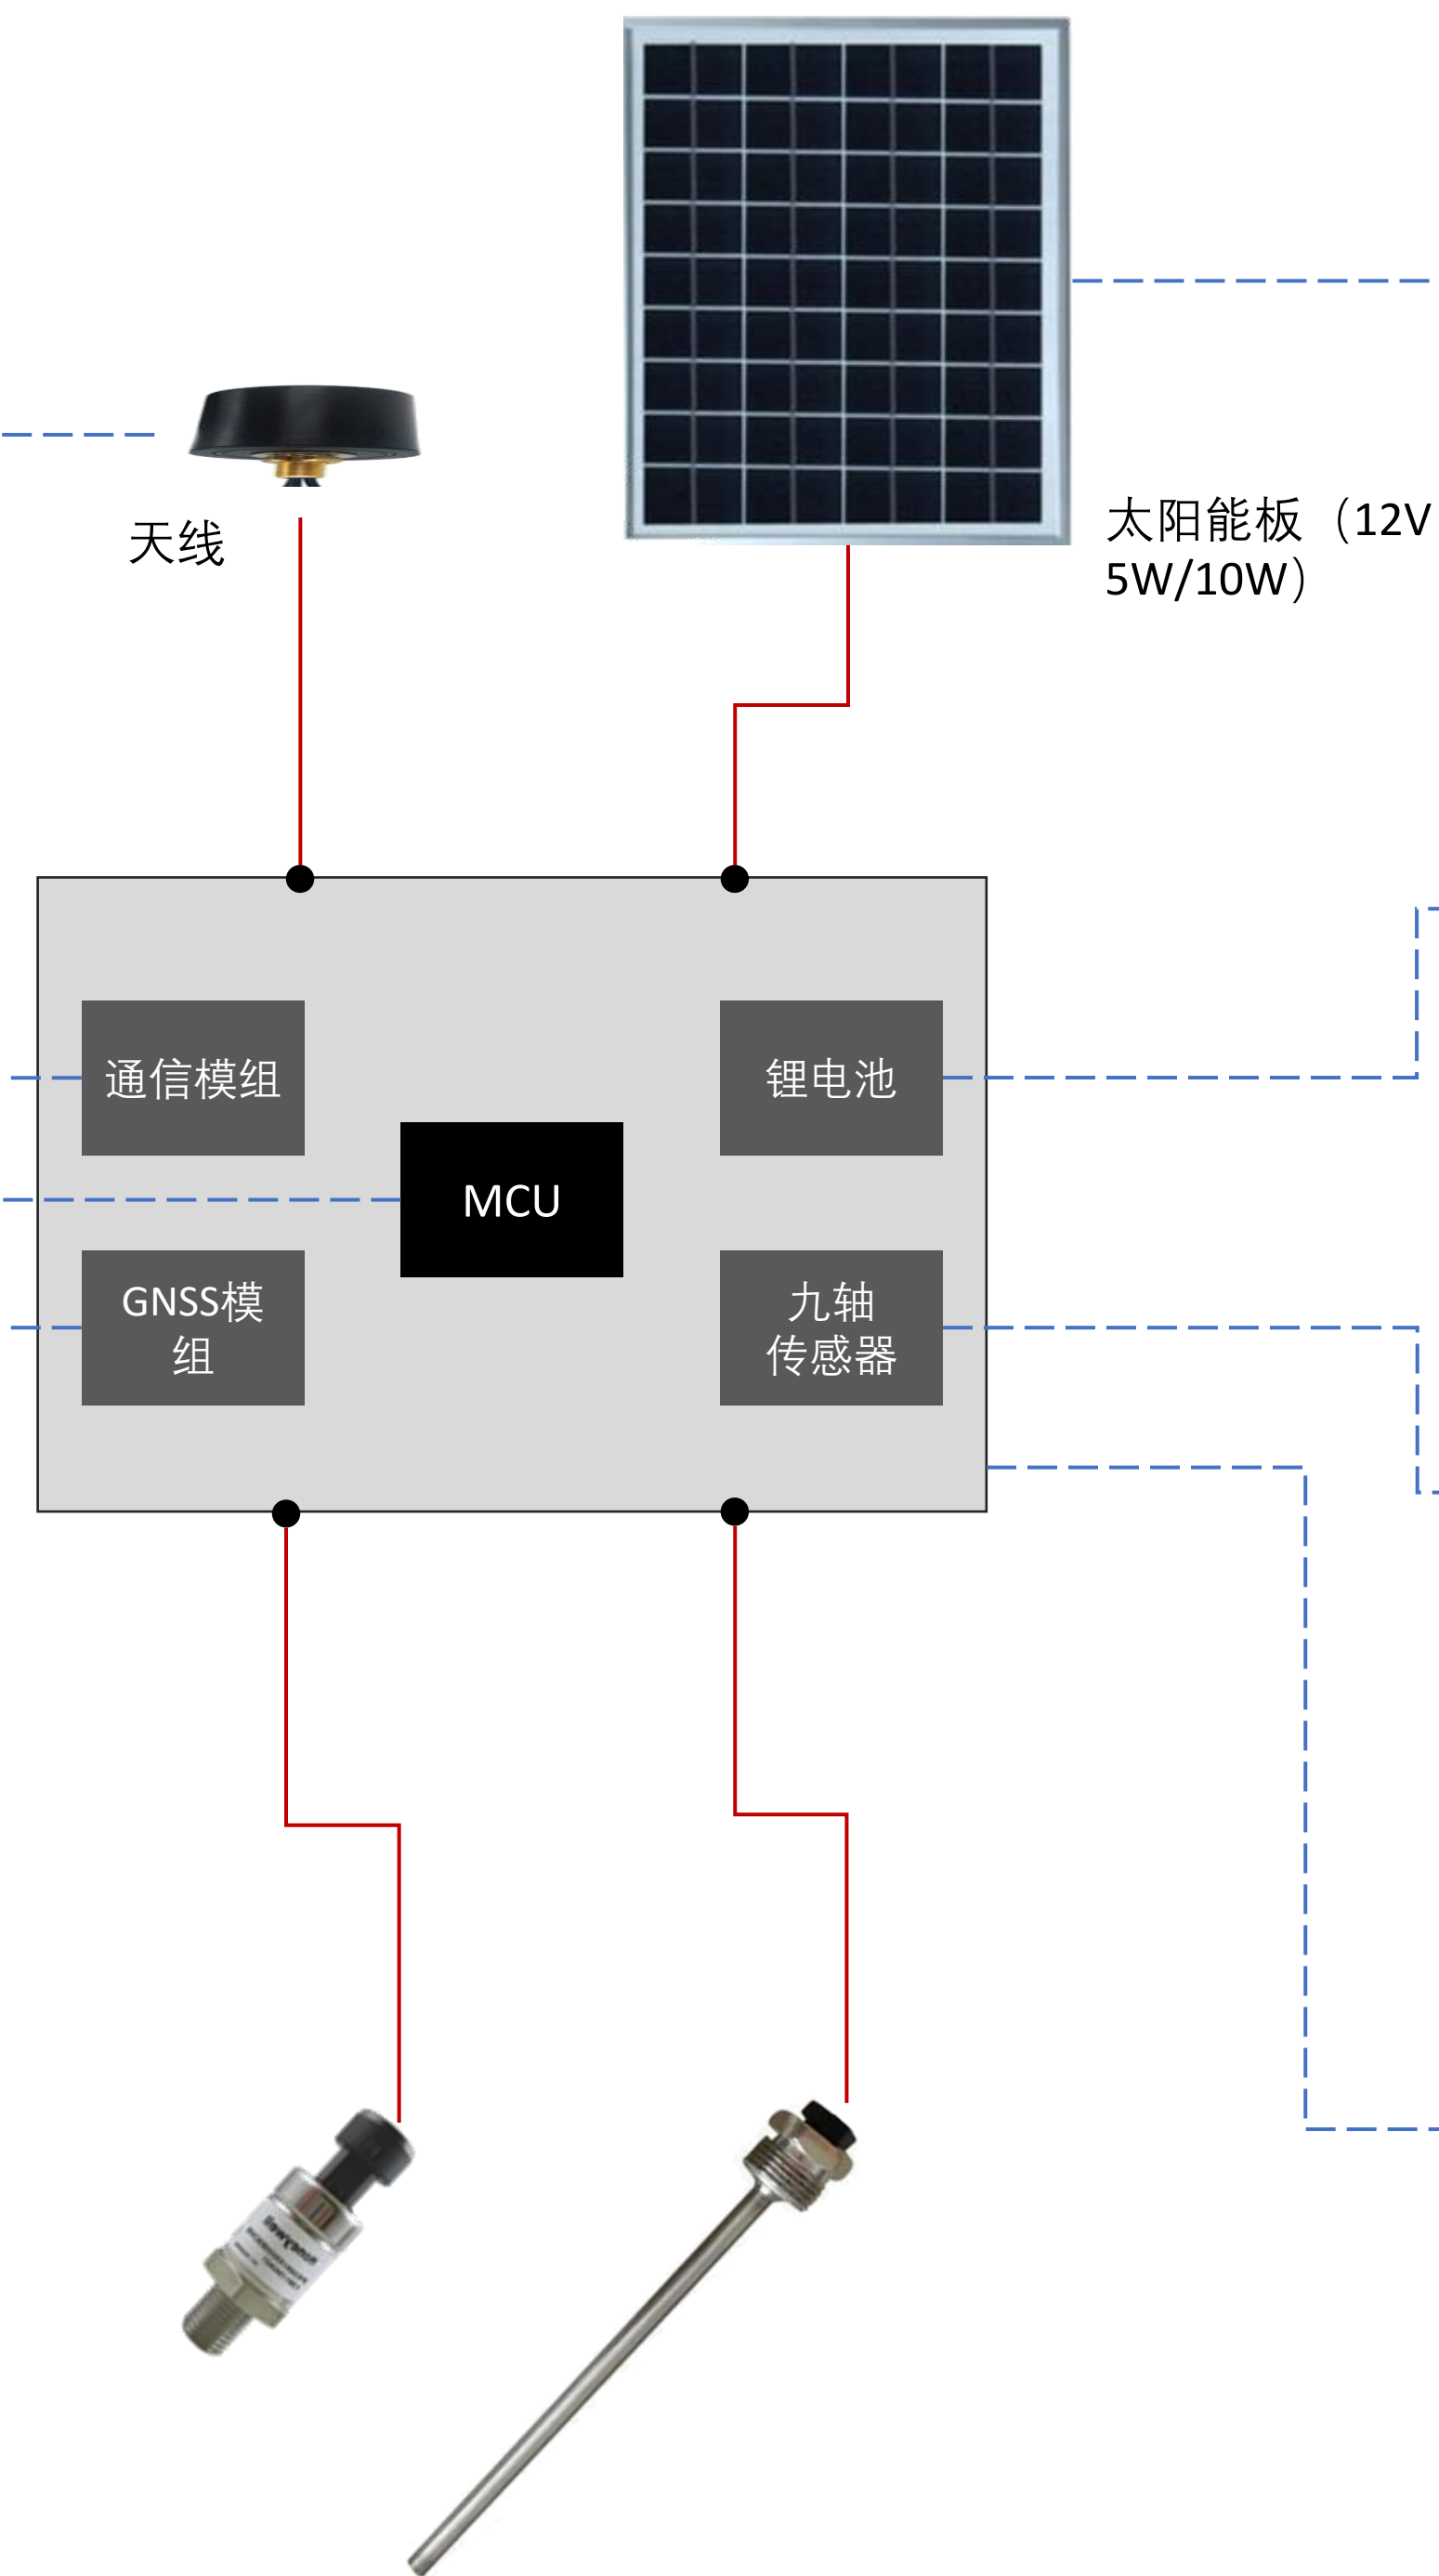 天线
太阳能板（12V
5W/10W）
通信模组
锂电池
MCU
GNSS模
组
九轴
传感器